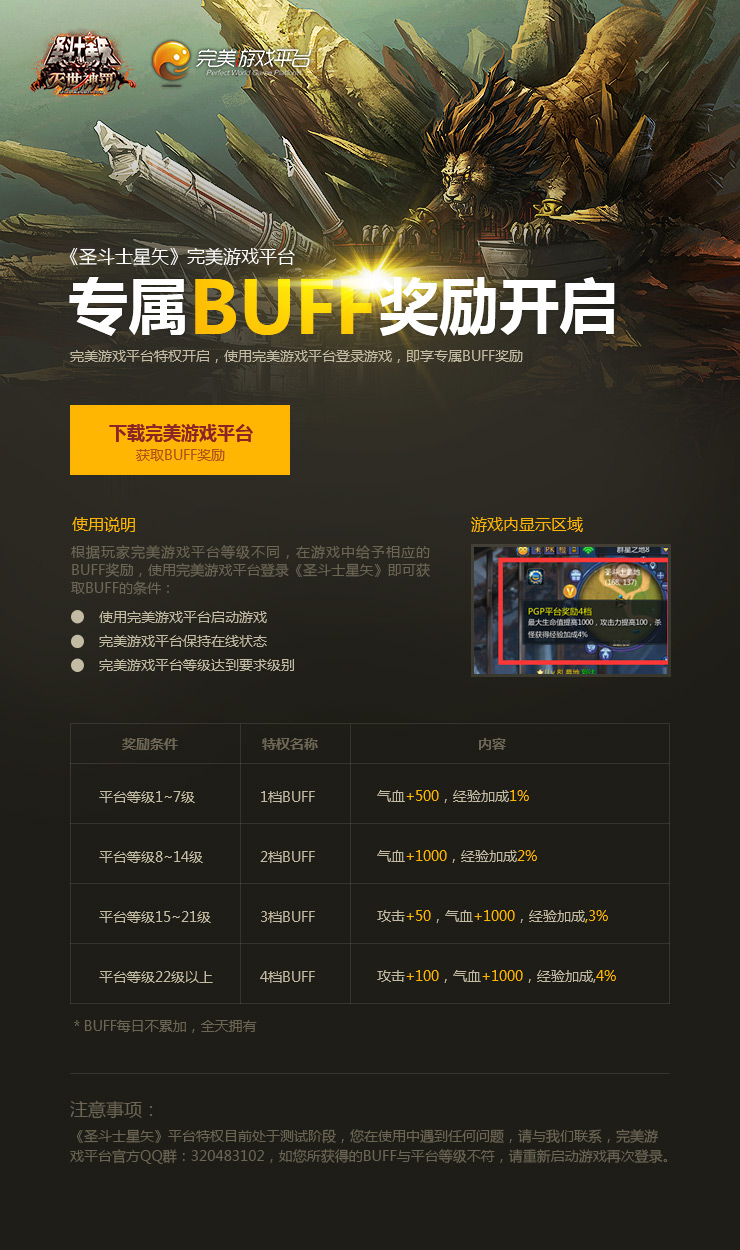 圣斗士星矢
灭世神罚
完美游戏平台
Perfect World Game Platform
《圣斗士星矢》完美游戏平台
专属BUFF奖励开启
完美游戏平台特权开启，使用完美游戏平台登录游戏，即享专属BUFF奖励
下载完美游戏平台
获取BUFF奖励
使用说明
根据玩家完美游戏平台等级不同，在游戏中给予相应的
BUFF奖励，使用完美游戏平台登录《圣斗士星矢》即可获
取BUFF的条件：
使用完美游戏平台启动游戏
完美游戏平台保持在线状态
完美游戏平台等级达到要求级别
游戏内显示区域
群星之地8
圣斗士墓地
(168, 137)
PGP平台奖励4档
最大生命值提高1000，攻击力提高100，杀
怪获得经验加成4%
奖励条件 特权名称 内容
平台等级1~7级 1档BUFF 气血+500，经验加成1%
平台等级8~14级 2档BUFF 气血+1000，经验加成2%
平台等级15~21级 3档BUFF 攻击+50，气血+1000，经验加成,3%
平台等级22级以上 4档BUFF 攻击+100，气血+1000，经验加成,4%
* BUFF每日不累加，全天拥有
注意事项：
《圣斗士星矢》平台特权目前处于测试阶段，您在使用中遇到任何问题，请与我们联系，完美游
戏平台官方QQ群：320483102，如您所获得的BUFF与平台等级不符，请重新启动游戏再次登录。